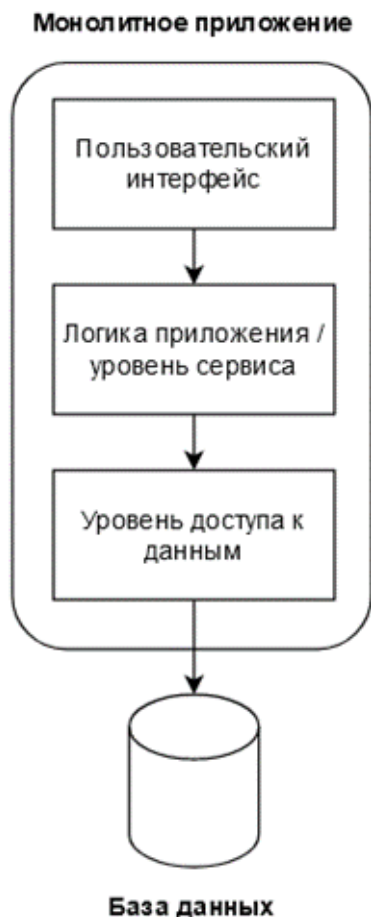 Монолитное приложение
Пользовательский
интерфейс
Логика приложения /
уровень сервиса
Уровень доступа к
данным
База данных